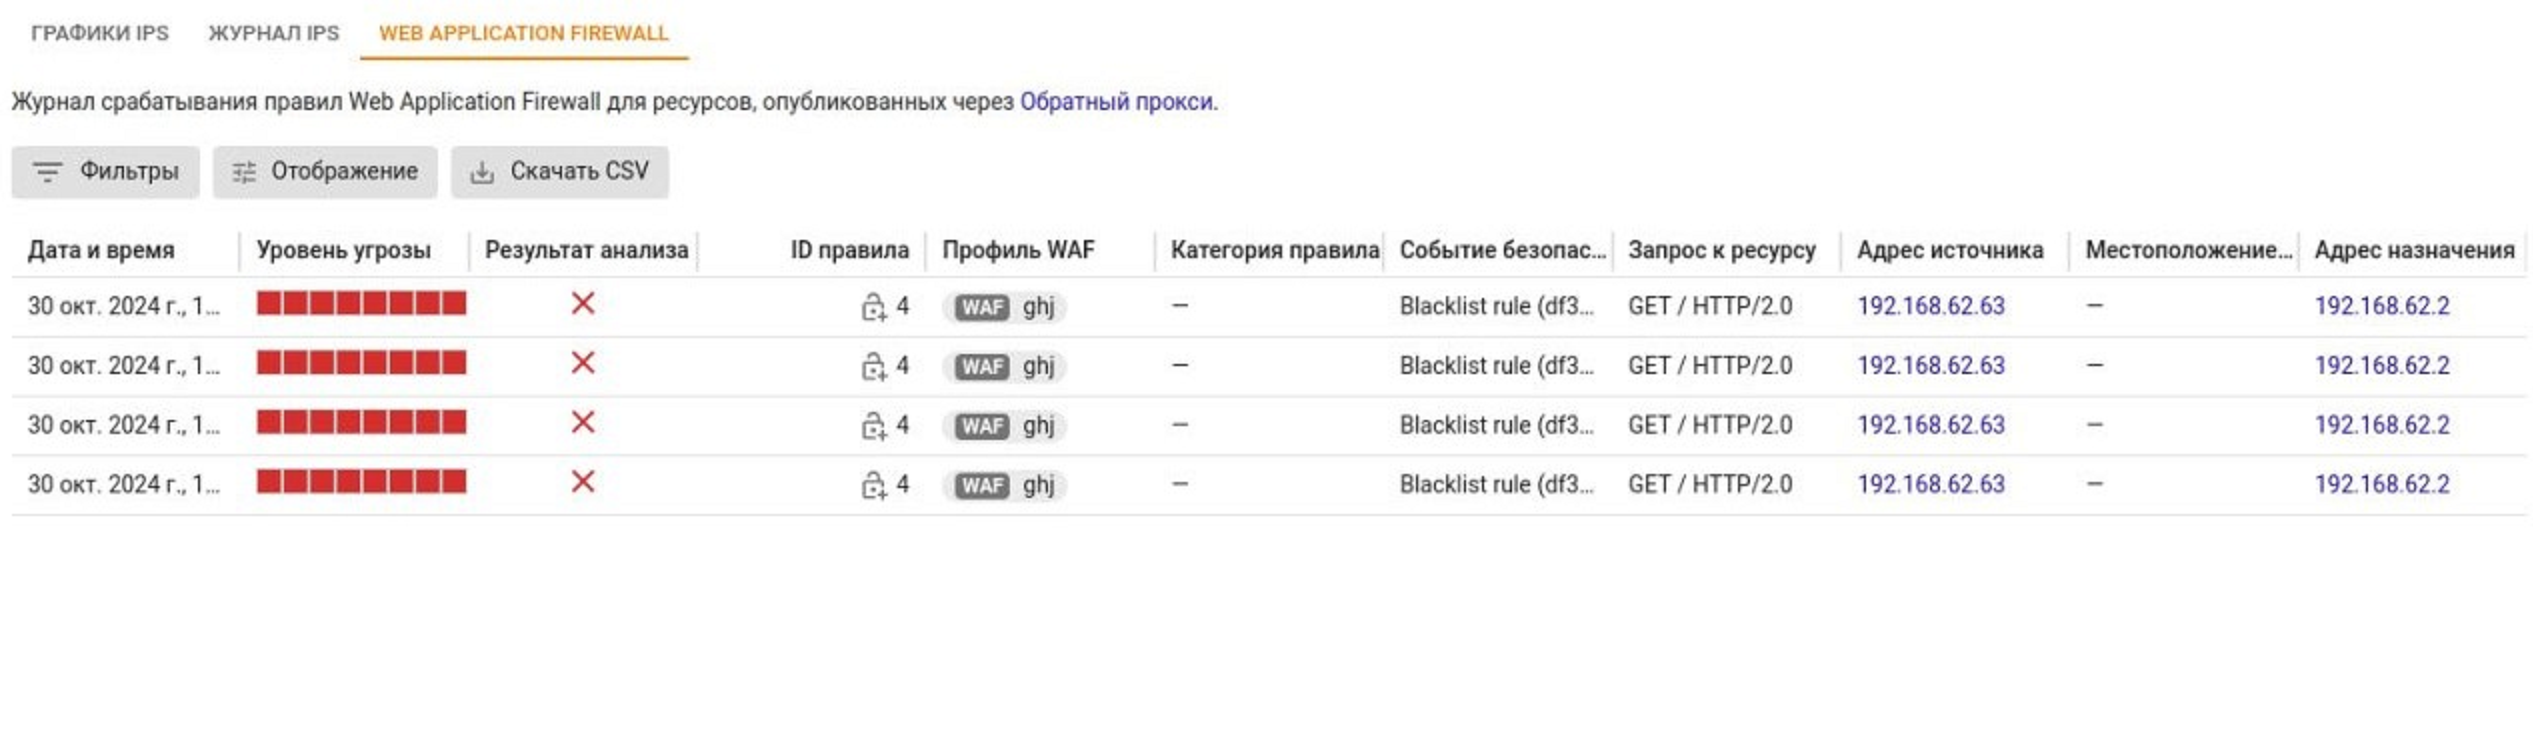 ГРАФИКИ IPS ЖУРНАЛ IPS WEB APPLICATION FIREWALL
Журнал срабатывания правил Web Application Firewall для ресурсов, опубликованных через Обратный прокси.
Фильтры Отображение Скачать CSV
Дата и время Уровень угрозы Результат анализа ID правила Профиль WAF Категория правила Событие безопас... Запрос к ресурсу Адрес источника Местоположение... Адрес назначения
30 окт. 2024 г., 1... 4 WAF ghj — Blacklist rule (df3... GET / HTTP/2.0 192.168.62.63 — 192.168.62.2
30 окт. 2024 г., 1... 4 WAF ghj — Blacklist rule (df3... GET / HTTP/2.0 192.168.62.63 — 192.168.62.2
30 окт. 2024 г., 1... 4 WAF ghj — Blacklist rule (df3... GET / HTTP/2.0 192.168.62.63 — 192.168.62.2
30 окт. 2024 г., 1... 4 WAF ghj — Blacklist rule (df3... GET / HTTP/2.0 192.168.62.63 — 192.168.62.2